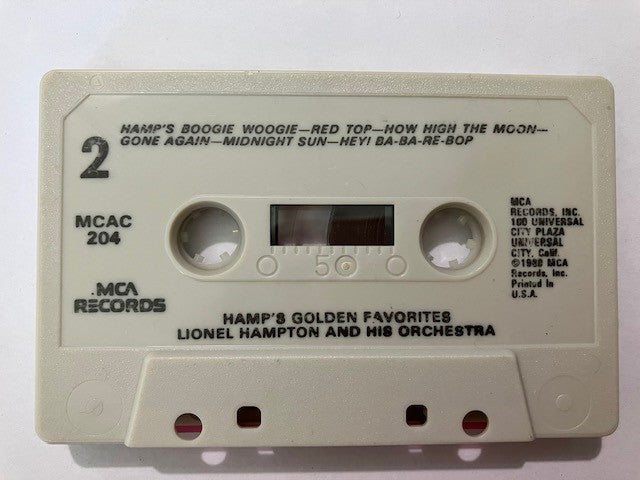 2
HAMP'S BOOGIE WOOGIE—RED TOP—HOW HIGH THE MOON—
GONE AGAIN—MIDNIGHT SUN—HEY! BA-BA-RE-BOP
MCAC
204
MCA
RECORDS
50
MCA
RECORDS, INC.
100 UNIVERSAL
CITY PLAZA
UNIVERSAL
CITY, Calif.
©1980 MCA
Records, Inc.
Printed in
U.S.A.
HAMP'S GOLDEN FAVORITES
LIONEL HAMPTON AND HIS ORCHESTRA